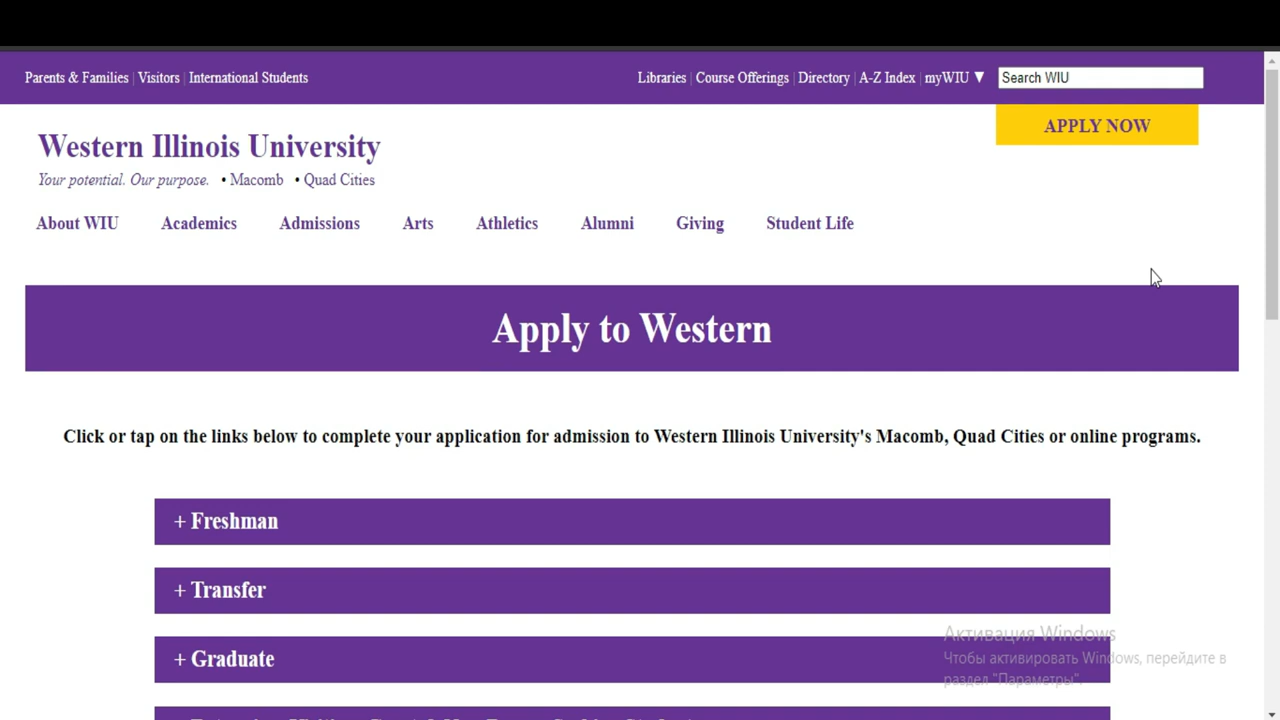 Parents & Families | Visitors | International Students
Libraries | Course Offerings | Directory | A-Z Index | myWIU ▼ Search WIU
APPLY NOW
Western Illinois University
Your potential. Our purpose. • Macomb • Quad Cities
About WIU Academics Admissions Arts Athletics Alumni Giving Student Life
Apply to Western
Click or tap on the links below to complete your application for admission to Western Illinois University's Macomb, Quad Cities or online programs.
+ Freshman
+ Transfer
+ Graduate
Активация Windows
Чтобы активировать Windows, перейдите в
раздел "Параметры".